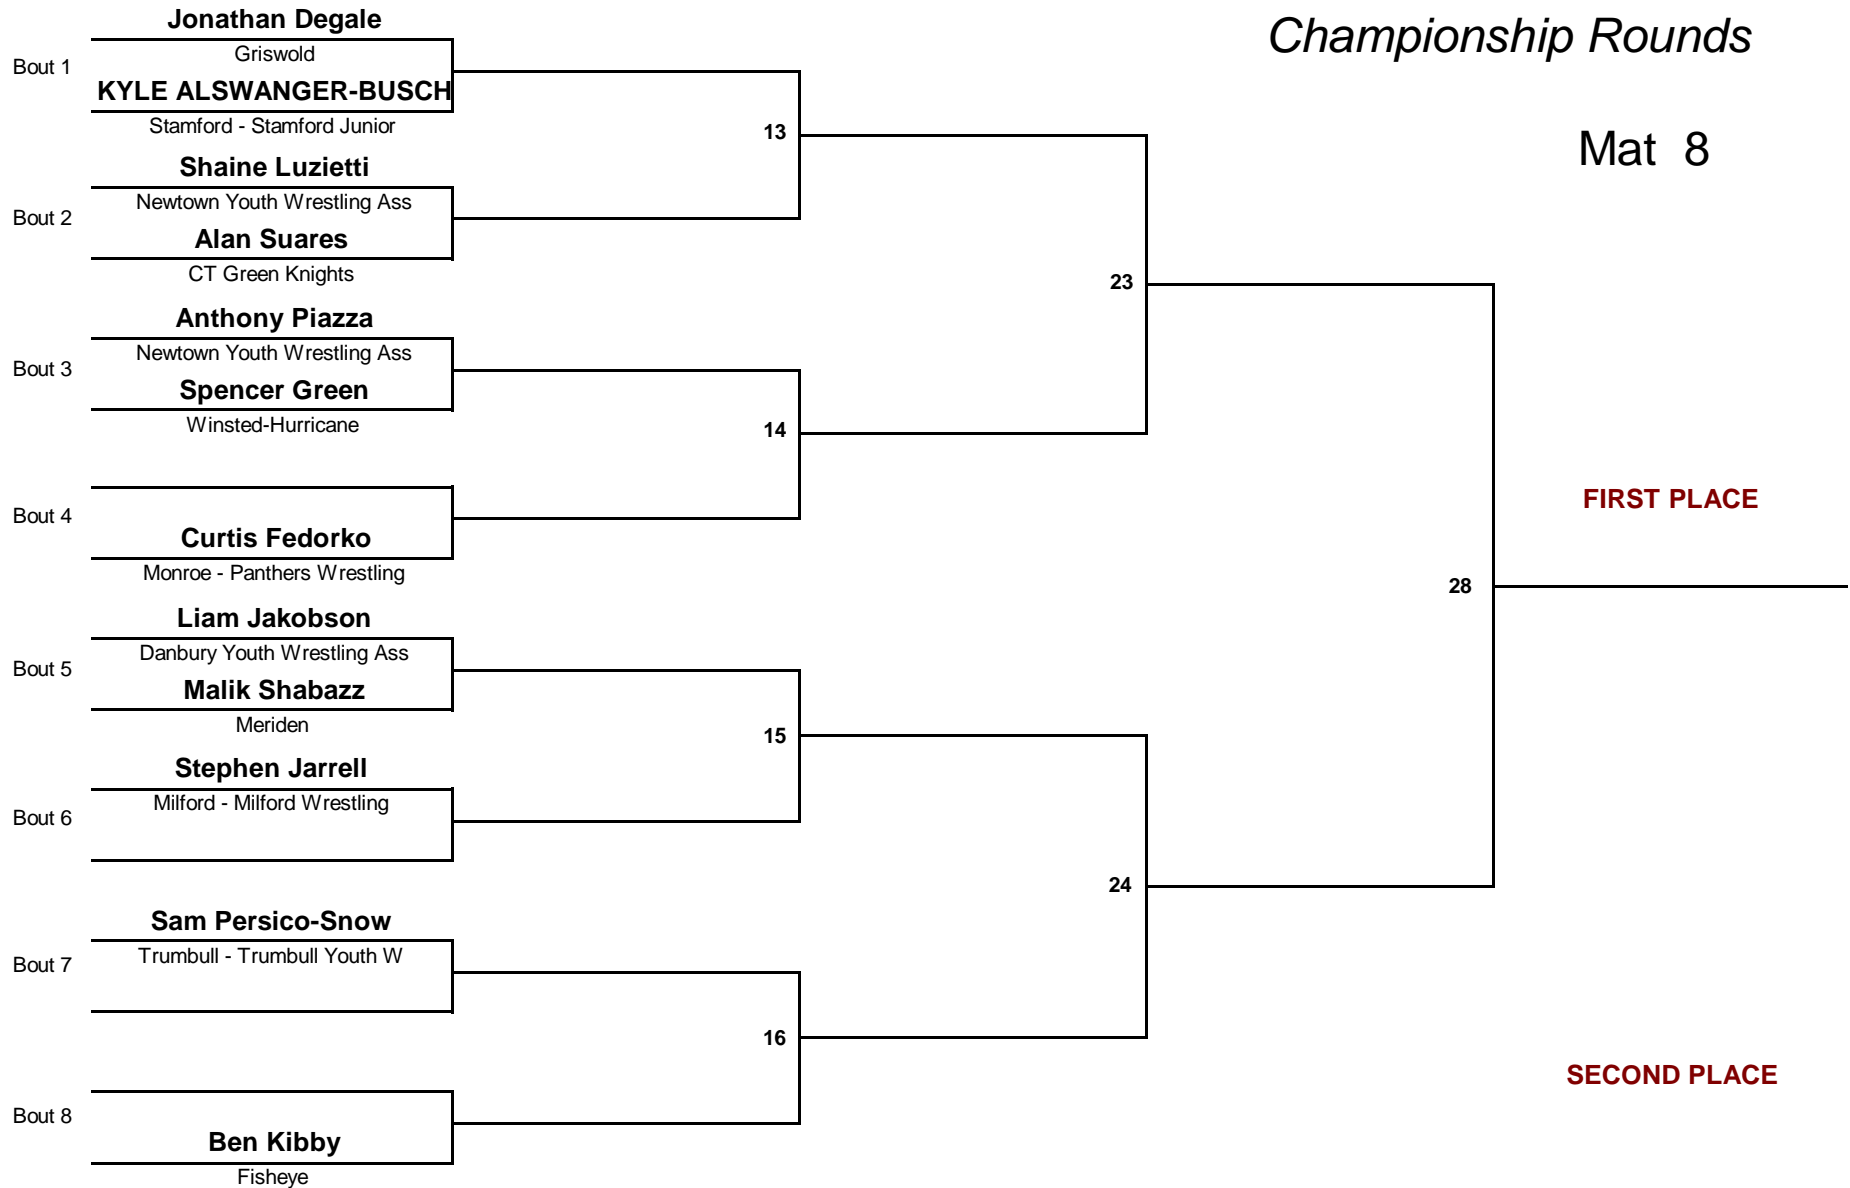 Championship Rounds
Mat 8
Jonathan Degale
Bout 1
Griswold
KYLE ALSWANGER-BUSCH
Stamford - Stamford Junior
13
Shaine Luzietti
Bout 2
Newtown Youth Wrestling Ass
Alan Suares
CT Green Knights
23
Anthony Piazza
Bout 3
Newtown Youth Wrestling Ass
Spencer Green
Winsted-Hurricane
14
Bout 4
Curtis Fedorko
Monroe - Panthers Wrestling
FIRST PLACE
28
Liam Jakobson
Bout 5
Danbury Youth Wrestling Ass
Malik Shabazz
Meriden
15
Stephen Jarrell
Bout 6
Milford - Milford Wrestling
24
Sam Persico-Snow
Bout 7
Trumbull - Trumbull Youth W
16
SECOND PLACE
Bout 8
Ben Kibby
Fisheye